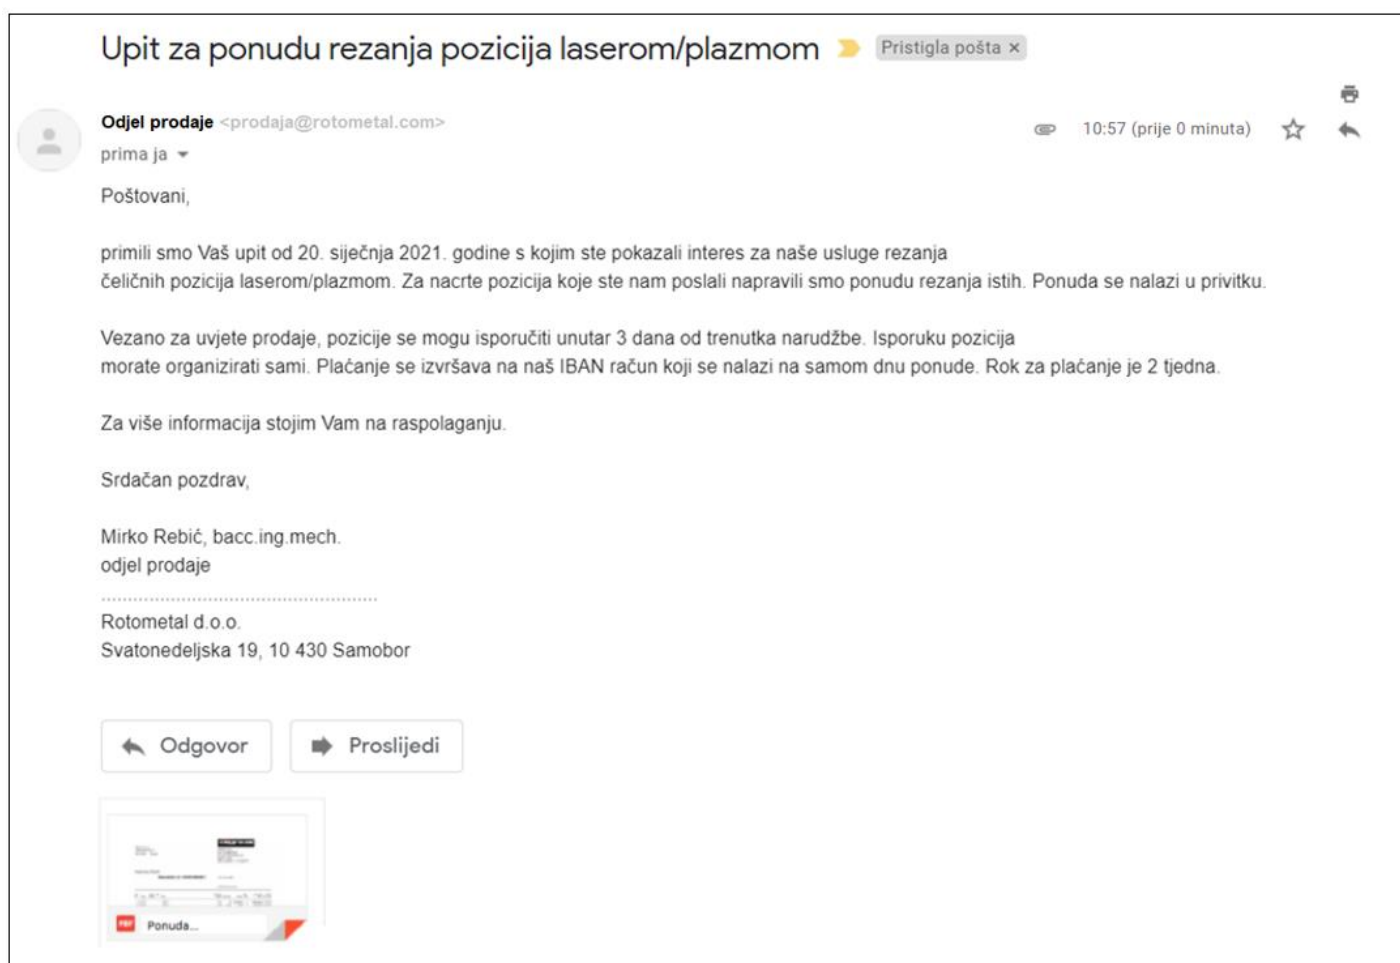 Upit za ponudu rezanja pozicija laserom/plazmom Pristigla pošta ×
Odjel prodaje <prodaja@rotometal.com> 10:57 (prije 0 minuta)
prima ja
Poštovani,
primili smo Vaš upit od 20. siječnja 2021. godine s kojim ste pokazali interes za naše usluge rezanja
čeličnih pozicija laserom/plazmom. Za nacrte pozicija koje ste nam poslali napravili smo ponudu rezanja istih. Ponuda se nalazi u privitku.
Vezano za uvjete prodaje, pozicije se mogu isporučiti unutar 3 dana od trenutka narudžbe. Isporuku pozicija
morate organizirati sami. Plaćanje se izvršava na naš IBAN račun koji se nalazi na samom dnu ponude. Rok za plaćanje je 2 tjedna.
Za više informacija stojim Vam na raspolaganju.
Srdačan pozdrav,
Mirko Rebić, bacc.ing.mech.
odjel prodaje
Rotometal d.o.o.
Svatonedeljska 19, 10 430 Samobor
Odgovor Proslijedi
PDF Ponuda...